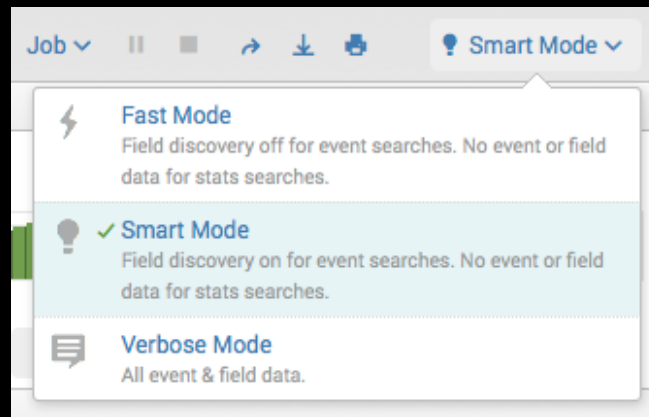 Job
Smart Mode
Fast Mode
Field discovery off for event searches. No event or field
data for stats searches.
Smart Mode
Field discovery on for event searches. No event or field
data for stats searches.
Verbose Mode
All event & field data.